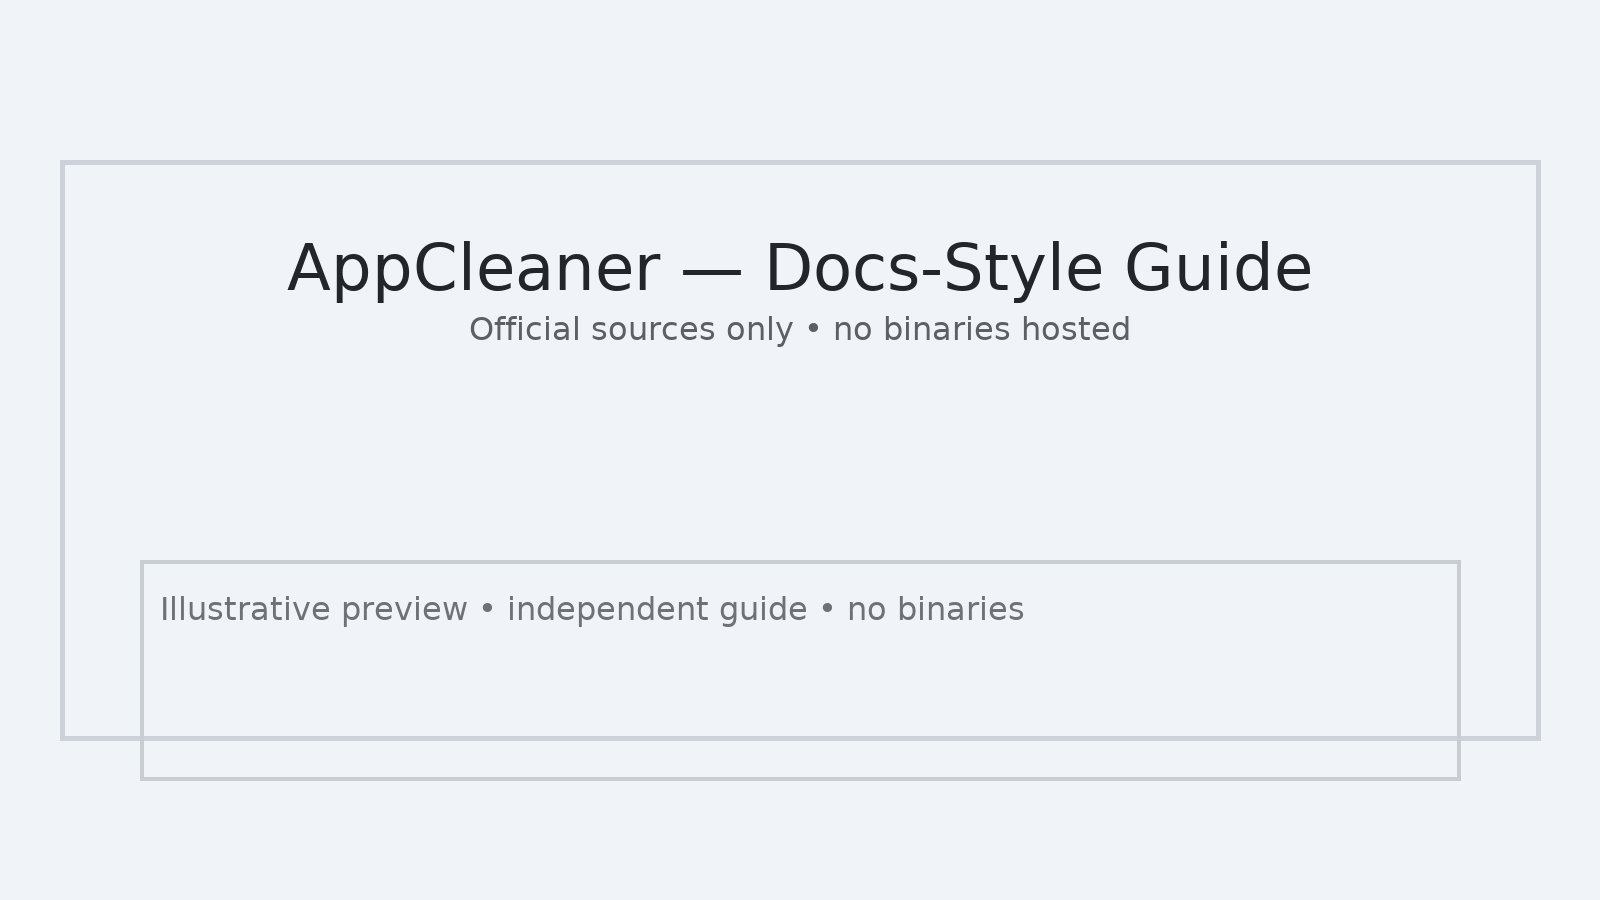 AppCleaner — Docs-Style Guide
Official sources only • no binaries hosted
Illustrative preview • independent guide • no binaries